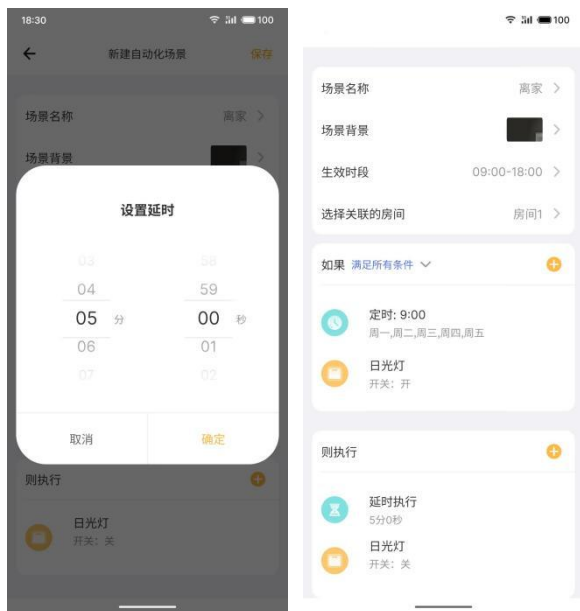 18:30
100
新建自动化场景
保存
场景名称
离家
场景背景
设置延时
03
58
04
59
05 分
00 秒
06
01
07
02
取消
确定
则执行
日光灯
开关：关
100
场景名称
离家
场景背景
生效时段
09:00-18:00
选择关联的房间
房间1
如果 满足所有条件
定时: 9:00
周一,周二,周三,周四,周五
日光灯
开关：开
则执行
延时执行
5分0秒
日光灯
开关：关